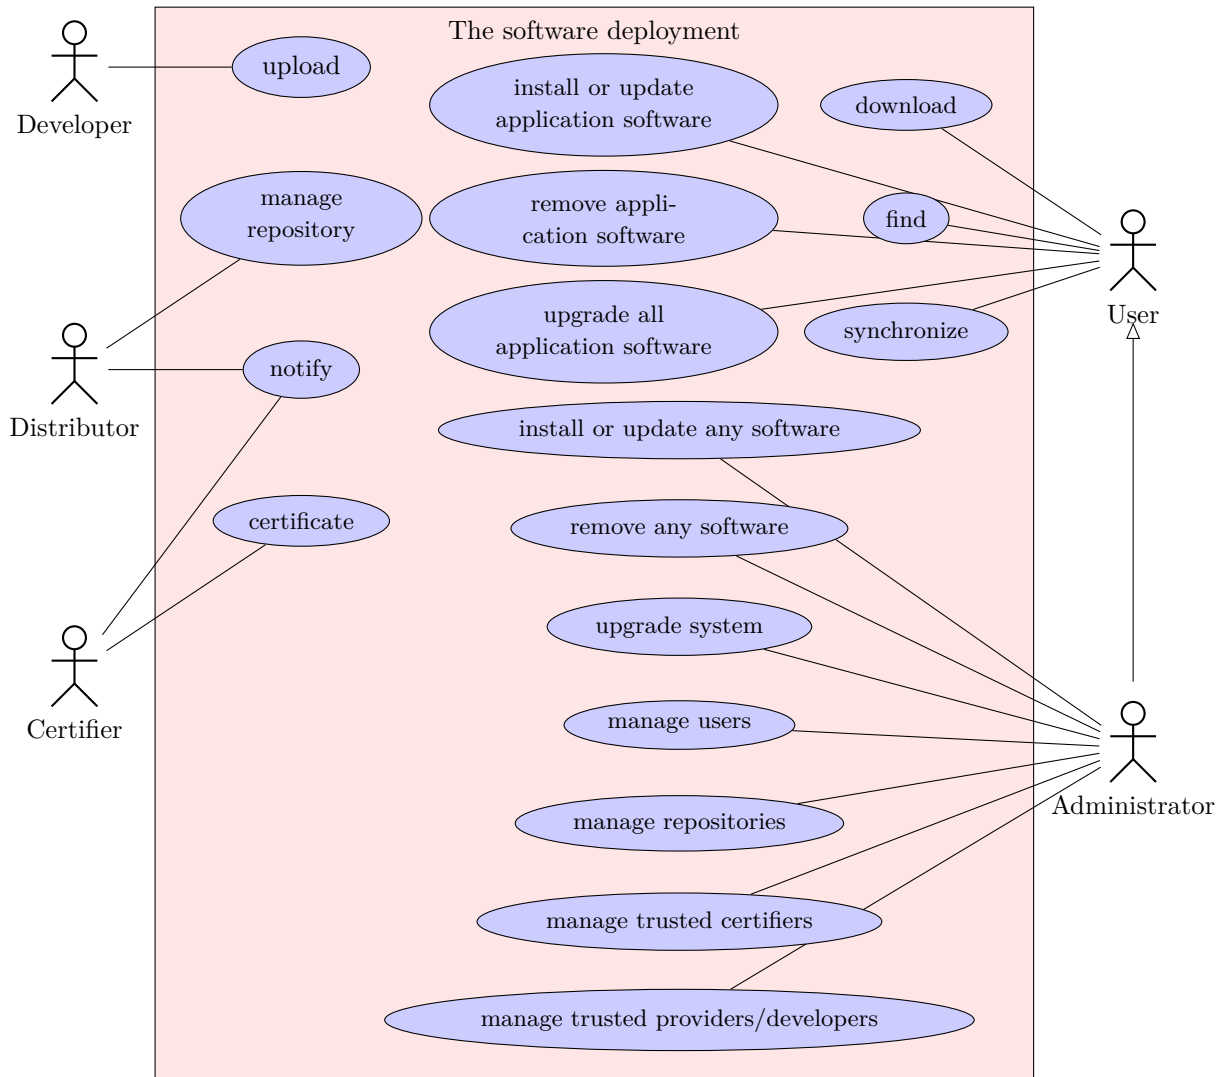 The software deployment
Developer
upload
install or update
application software
download
manage
repository
remove appli-
cation software
find
User
upgrade all
application software
synchronize
Distributor
notify
install or update any software
certificate
remove any software
upgrade system
Certifier
manage users
Administrator
manage repositories
manage trusted certifiers
manage trusted providers/developers